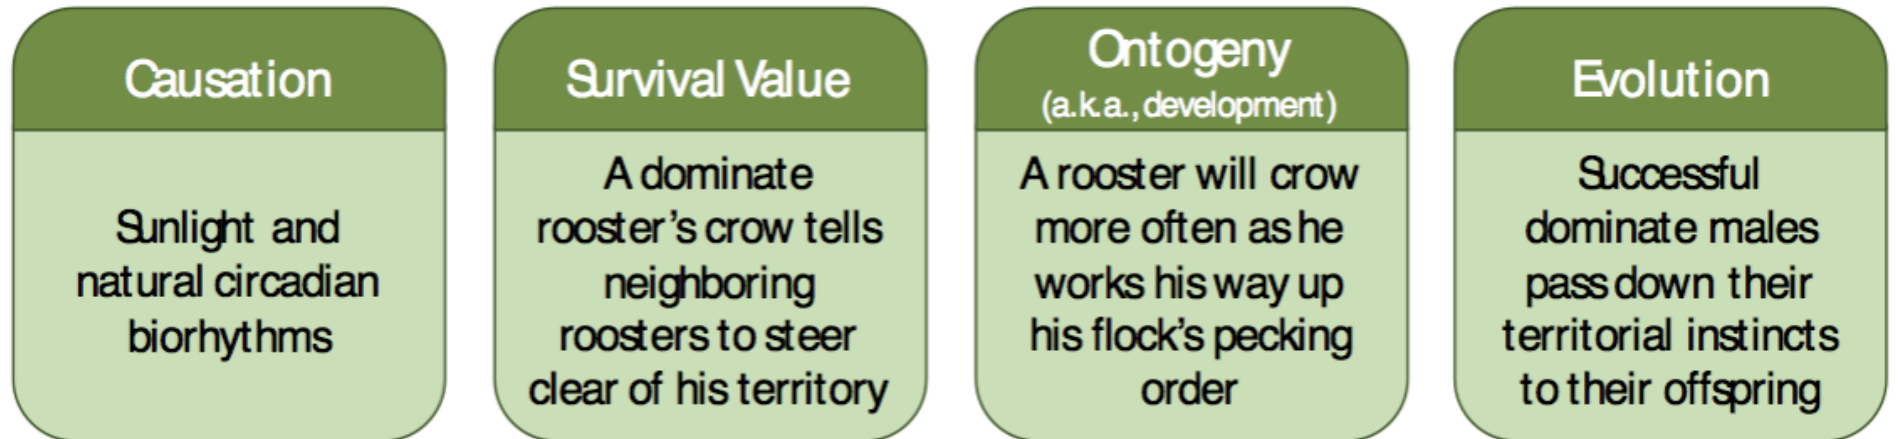 Causation
Sunlight and
natural circadian
biorhythms
Survival Value
A dominate
rooster's crow tells
neighboring
roosters to steer
clear of his territory
Ontogeny
(a.k.a., development)
A rooster will crow
more often as he
works his way up
his flock's pecking
order
Evolution
Successful
dominate males
pass down their
territorial instincts
to their offspring